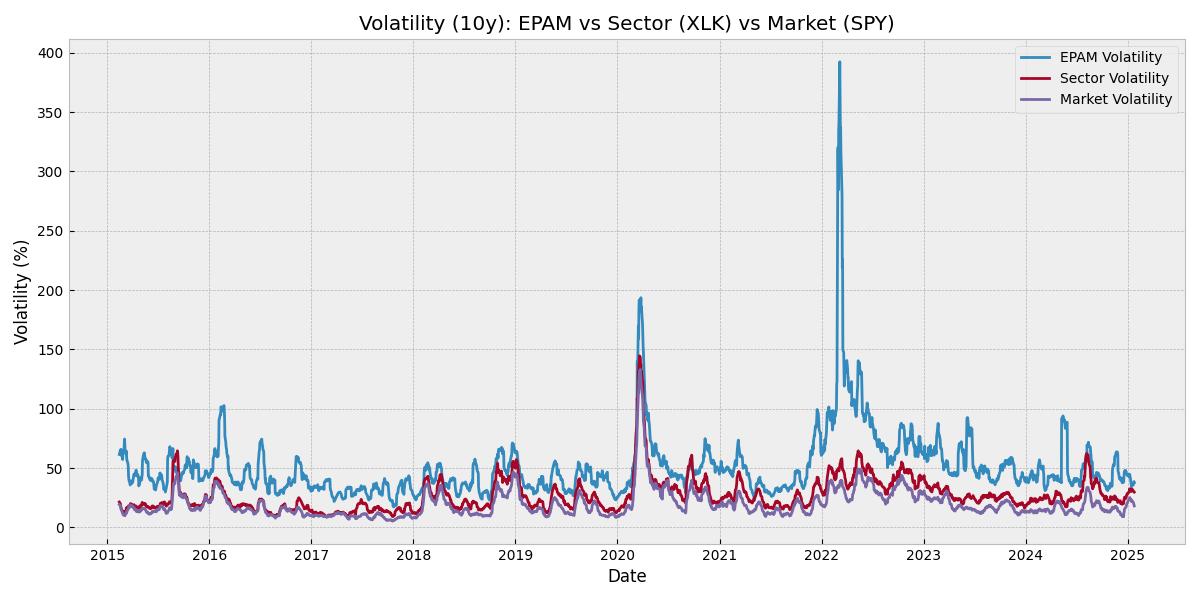 Volatility (10y): EPAM vs Sector (XLK) vs Market (SPY)
EPAM Volatility
Sector Volatility
Market Volatility
Volatility (%)
400
350
300
250
200
150
100
50
0
2015 2016 2017 2018 2019 2020 2021 2022 2023 2024 2025
Date